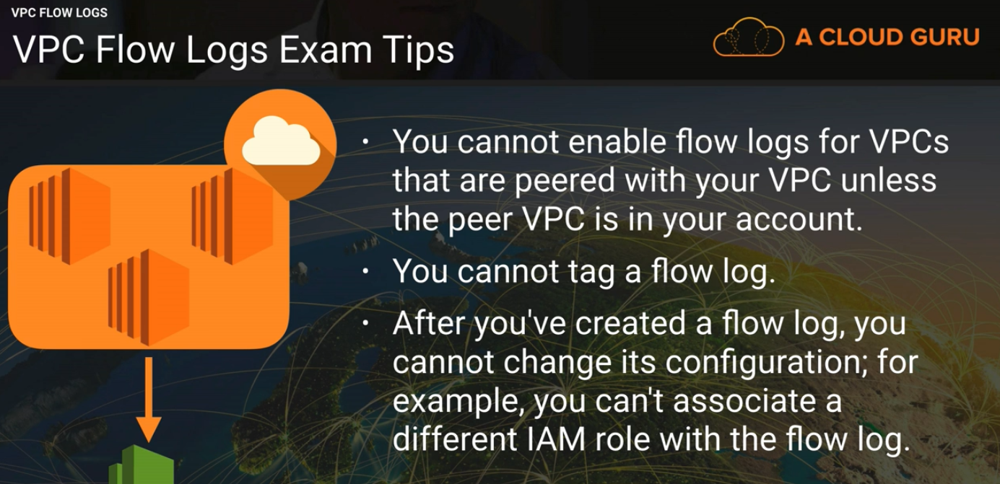 VPC FLOW LOGS
VPC Flow Logs Exam Tips
A CLOUD GURU
• You cannot enable flow logs for VPCs
that are peered with your VPC unless
the peer VPC is in your account.
• You cannot tag a flow log.
• After you've created a flow log, you
cannot change its configuration; for
example, you can't associate a
different IAM role with the flow log.